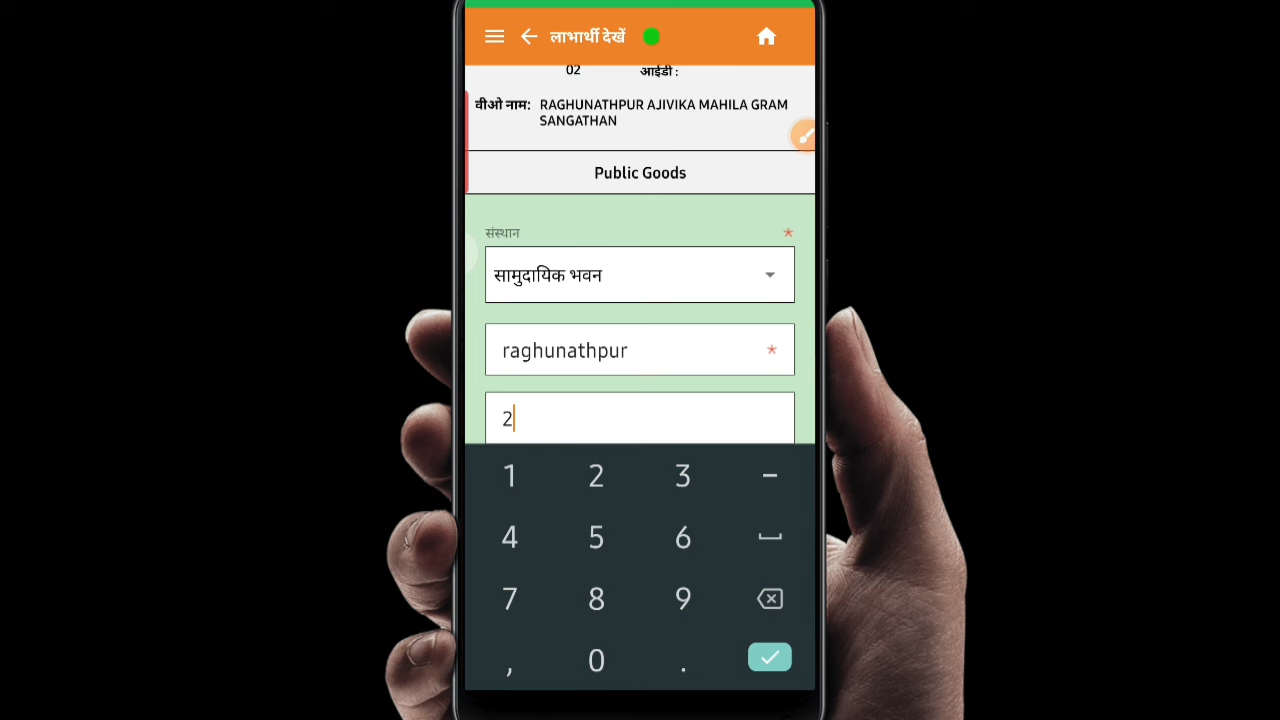 लाभार्थी देखें
02 आईडी :
वीओ नाम: RAGHUNATHPUR AJIVIKA MAHILA GRAM
SANGATHAN
Public Goods
संस्थान *
सामुदायिक भवन
raghunathpur *
2
1 2 3 –
4 5 6
7 8 9
, 0 .